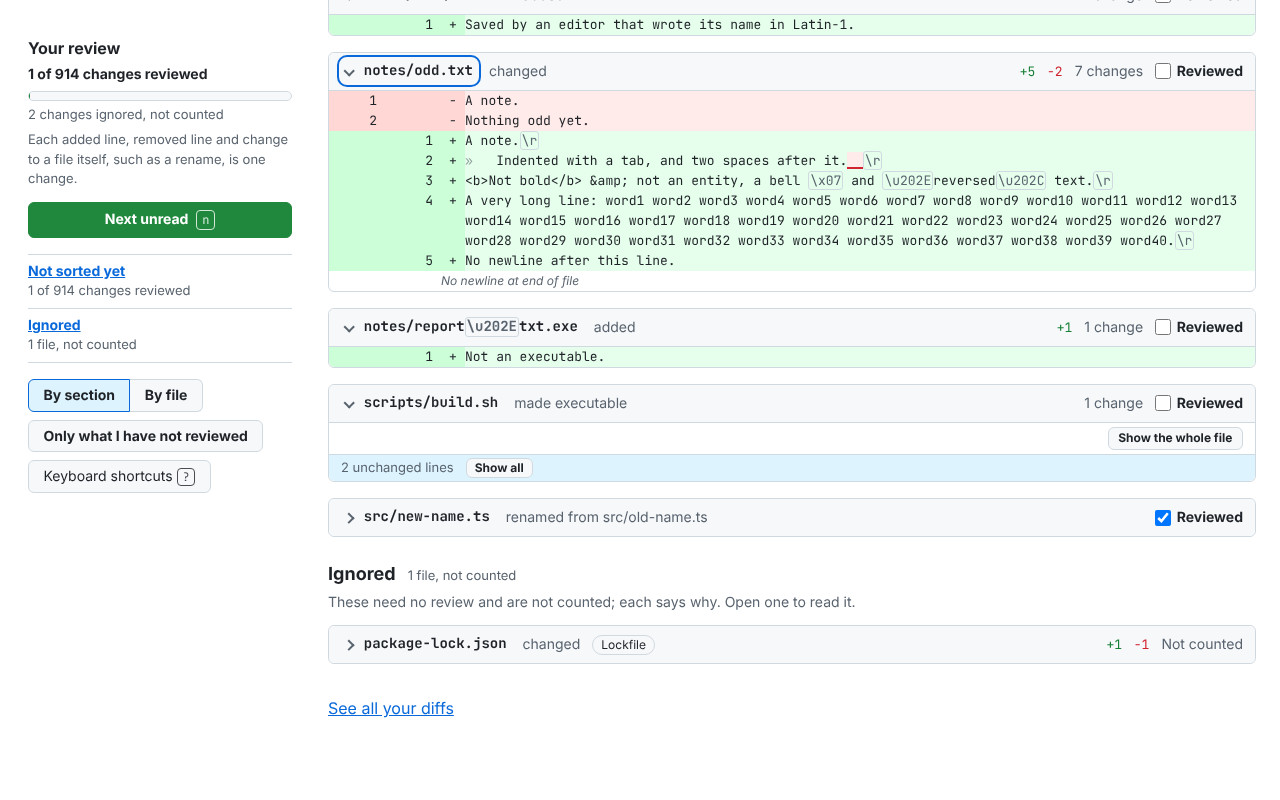 Your review
1 of 914 changes reviewed
2 changes ignored, not counted
Each added line, removed line and change
to a file itself, such as a rename, is one
change.
Next unread n
Not sorted yet
1 of 914 changes reviewed
Ignored
1 file, not counted
By section By file
Only what I have not reviewed
Keyboard shortcuts ?
1 + Saved by an editor that wrote its name in Latin-1.
notes/odd.txt changed +5 -2 7 changes Reviewed
1 - A note.
2 - Nothing odd yet.
1 + A note.\r
2 + » Indented with a tab, and two spaces after it. \r
3 + <b>Not bold</b> &amp; not an entity, a bell \x07 and \u202Ereversed\u202C text.\r
4 + A very long line: word1 word2 word3 word4 word5 word6 word7 word8 word9 word10 word11 word12 word13
word14 word15 word16 word17 word18 word19 word20 word21 word22 word23 word24 word25 word26 word27
word28 word29 word30 word31 word32 word33 word34 word35 word36 word37 word38 word39 word40.\r
5 + No newline after this line.
No newline at end of file
notes/report\u202Etxt.exe added +1 1 change Reviewed
1 + Not an executable.
scripts/build.sh made executable 1 change Reviewed
Show the whole file
2 unchanged lines Show all
src/new-name.ts renamed from src/old-name.ts Reviewed
Ignored 1 file, not counted
These need no review and are not counted; each says why. Open one to read it.
package-lock.json changed Lockfile +1 -1 Not counted
See all your diffs